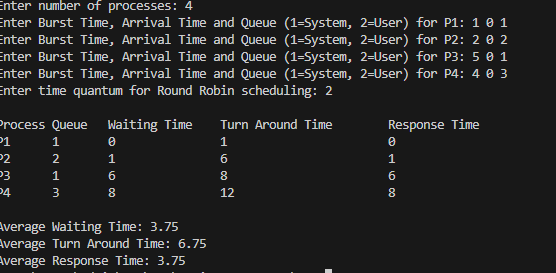 Enter number of processes: 4
Enter Burst Time, Arrival Time and Queue (1=System, 2=User) for P1: 1 0 1
Enter Burst Time, Arrival Time and Queue (1=System, 2=User) for P2: 2 0 2
Enter Burst Time, Arrival Time and Queue (1=System, 2=User) for P3: 5 0 1
Enter Burst Time, Arrival Time and Queue (1=System, 2=User) for P4: 4 0 3
Enter time quantum for Round Robin scheduling: 2
Process Queue Waiting Time Turn Around Time Response Time
P1 1 0 1 0
P2 2 1 6 1
P3 1 6 8 6
P4 3 8 12 8
Average Waiting Time: 3.75
Average Turn Around Time: 6.75
Average Response Time: 3.75